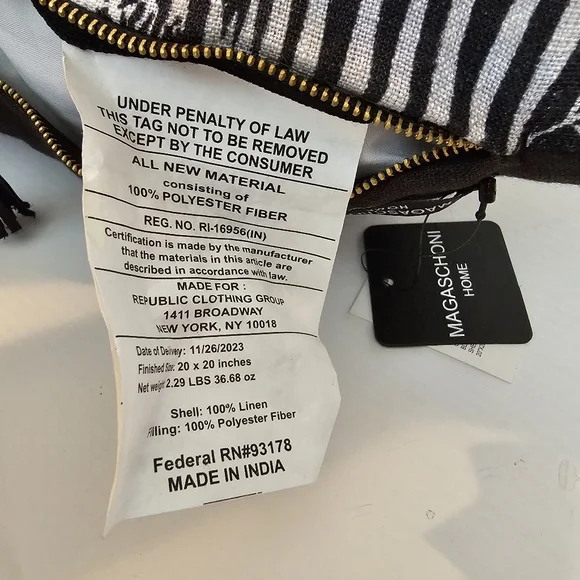 UNDER PENALTY OF LAW
THIS TAG NOT TO BE REMOVED
EXCEPT BY THE CONSUMER
ALL NEW MATERIAL
consisting of
100% POLYESTER FIBER
REG. NO. RI-16956(IN)
Certification is made by the manufacturer
that the materials in this article are
described in accordance with law.
MADE FOR :
REPUBLIC CLOTHING GROUP
1411 BROADWAY
NEW YORK, NY 10018
Date of Delivery: 11/26/2023
Finished Size: 20 x 20 inches
Net weight 2.29 LBS 36.68 oz
Shell: 100% Linen
Filling: 100% Polyester Fiber
Federal RN#93178
MADE IN INDIA
MAGASCHONI
HOME
MAGASCHONI